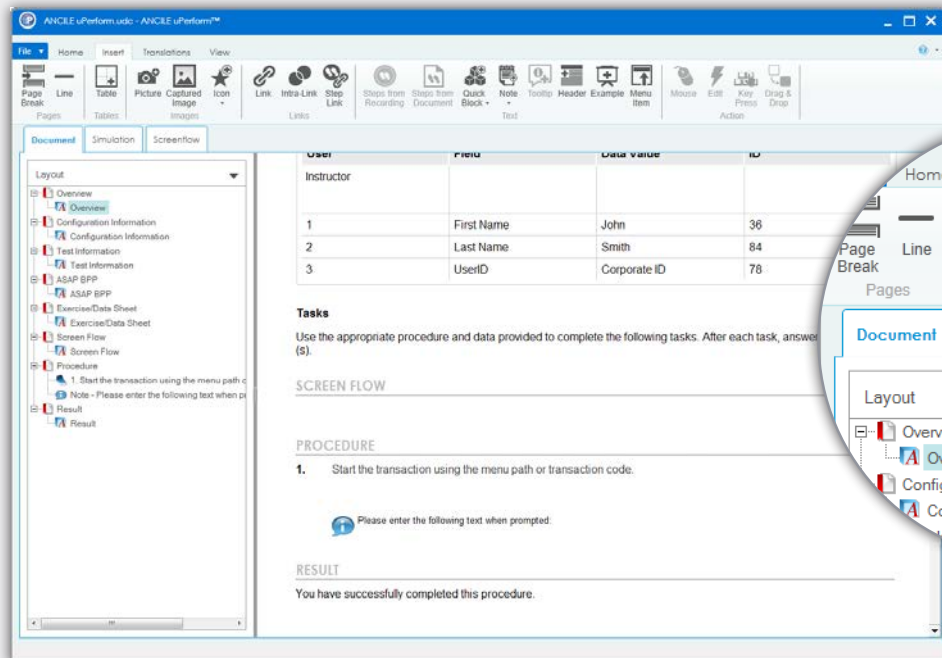 ANCILE uPerform.udc - ANCILE uPerform™
File Home Insert Translations View
Page Break Line Table Picture Captured Image Icon Link Intra-Link Step Link Steps from Recording Steps from Document Quick Block Note Tooltip Header Example Menu Item Mouse Edit Key Press Drag & Drop
Pages Tables Images Links Text Action
Document Simulation Screenflow
Layout
Overview
Overview
Configuration Information
Configuration Information
Test Information
Test Information
ASAP BPP
ASAP BPP
Exercise/Data Sheet
Exercise/Data Sheet
Screen Flow
Screen Flow
Procedure
1. Start the transaction using the menu path c
Note - Please enter the following text when p
Result
Result
User Field Data Value ID
Instructor
1 First Name John 36
2 Last Name Smith 84
3 UserID Corporate ID 78
Tasks
Use the appropriate procedure and data provided to complete the following tasks. After each task, answer
(s).
SCREEN FLOW
PROCEDURE
1. Start the transaction using the menu path or transaction code.
Please enter the following text when prompted:
RESULT
You have successfully completed this procedure.
Hom
Page Break Line
Pages
Document
Layout
Overv
Ov
Config
Co